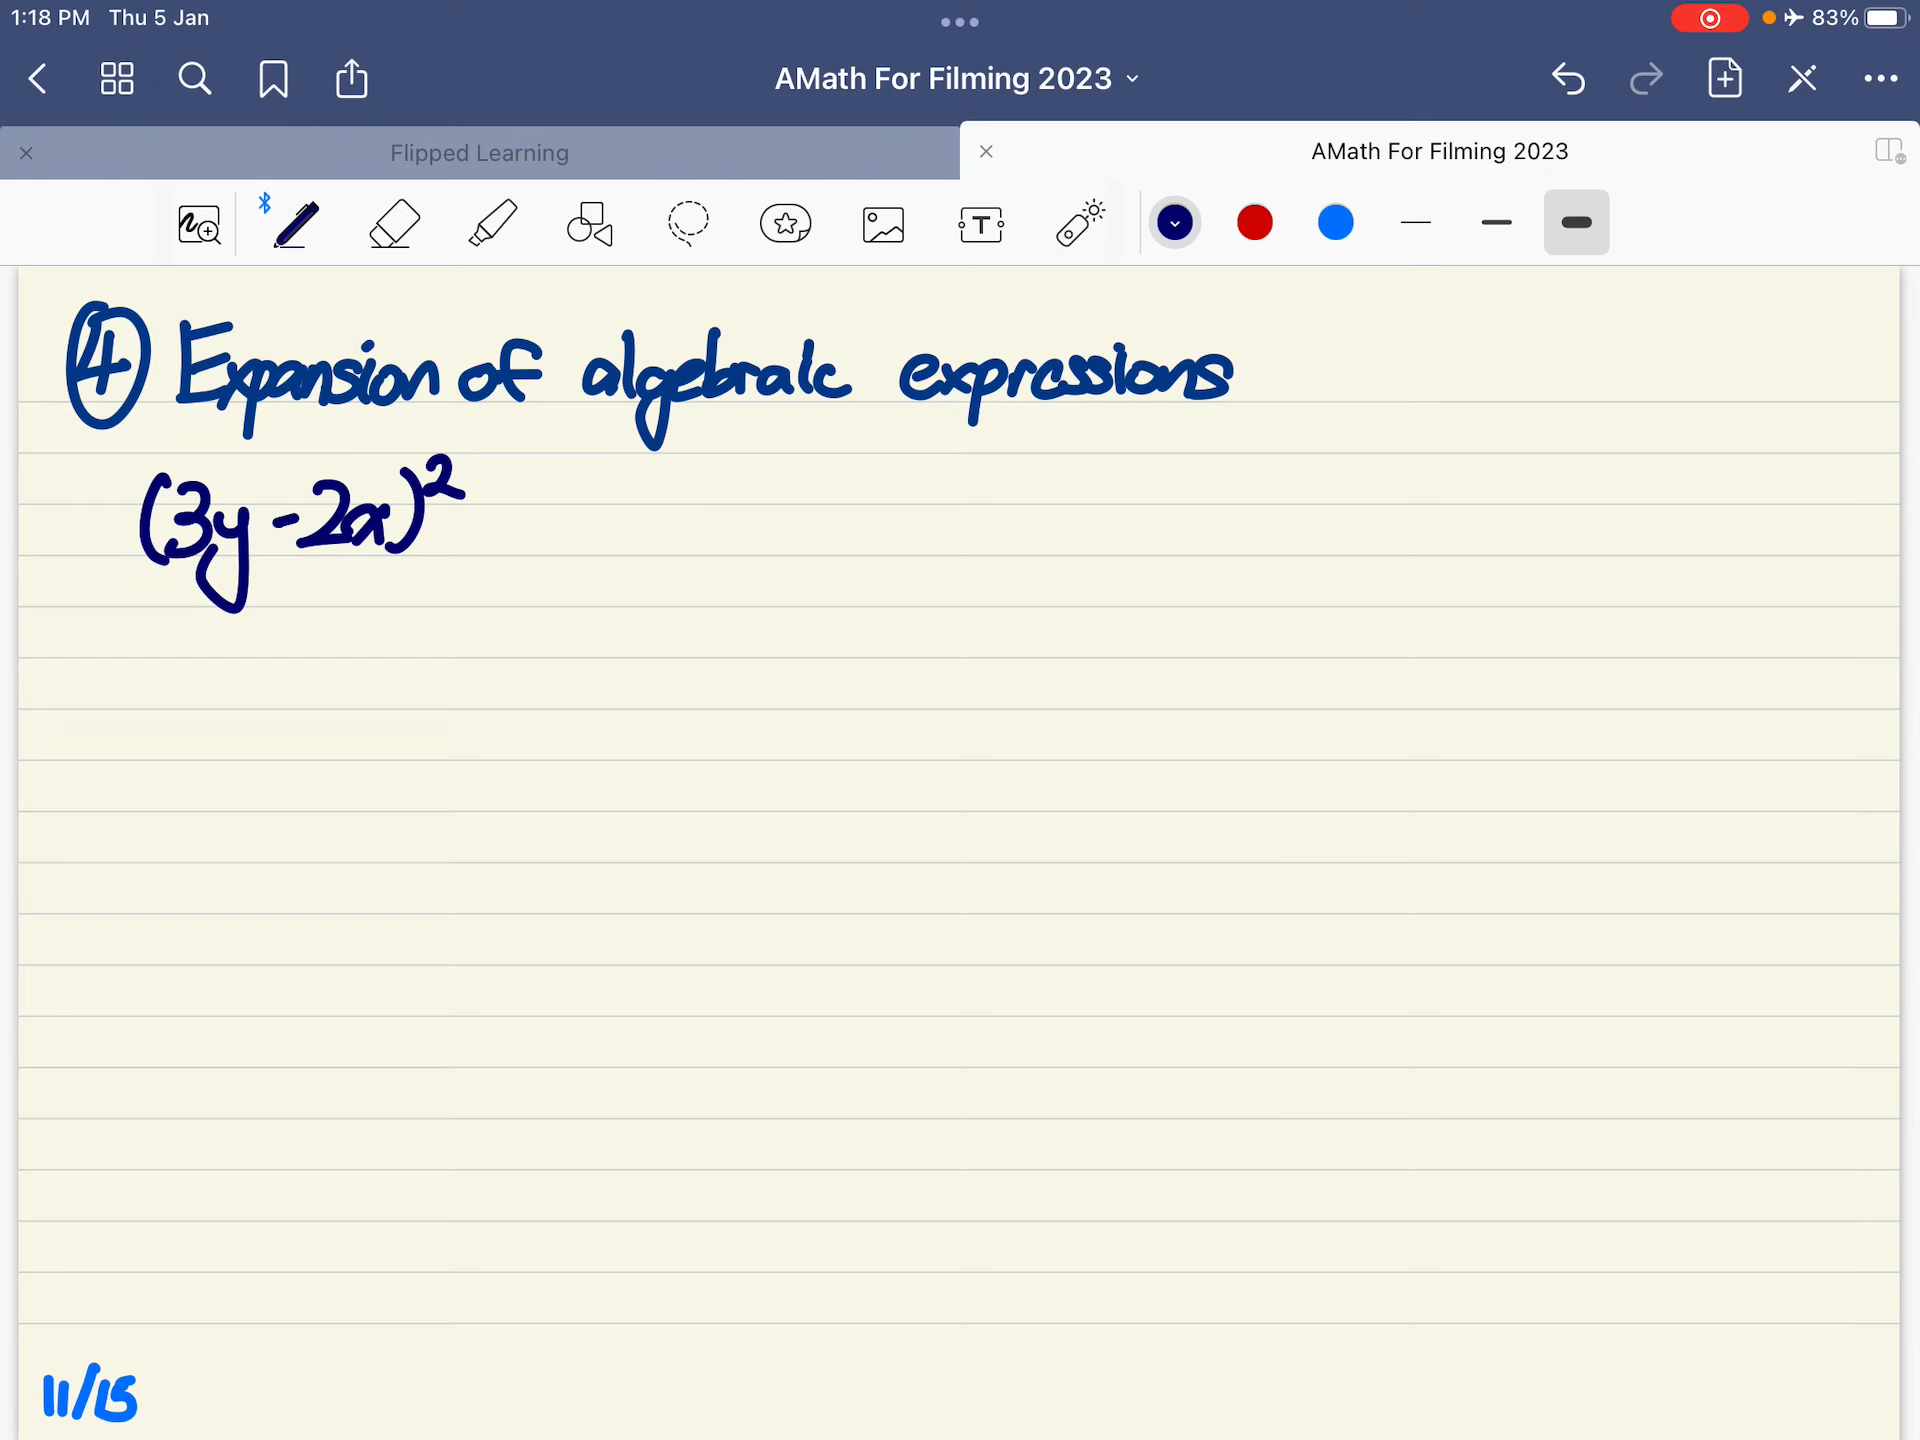 1:18 PM Thu 5 Jan
83%
AMath For Filming 2023
Flipped Learning
AMath For Filming 2023
T
④ Expansion of algebraic expressions
(3y-2x)²
11/15